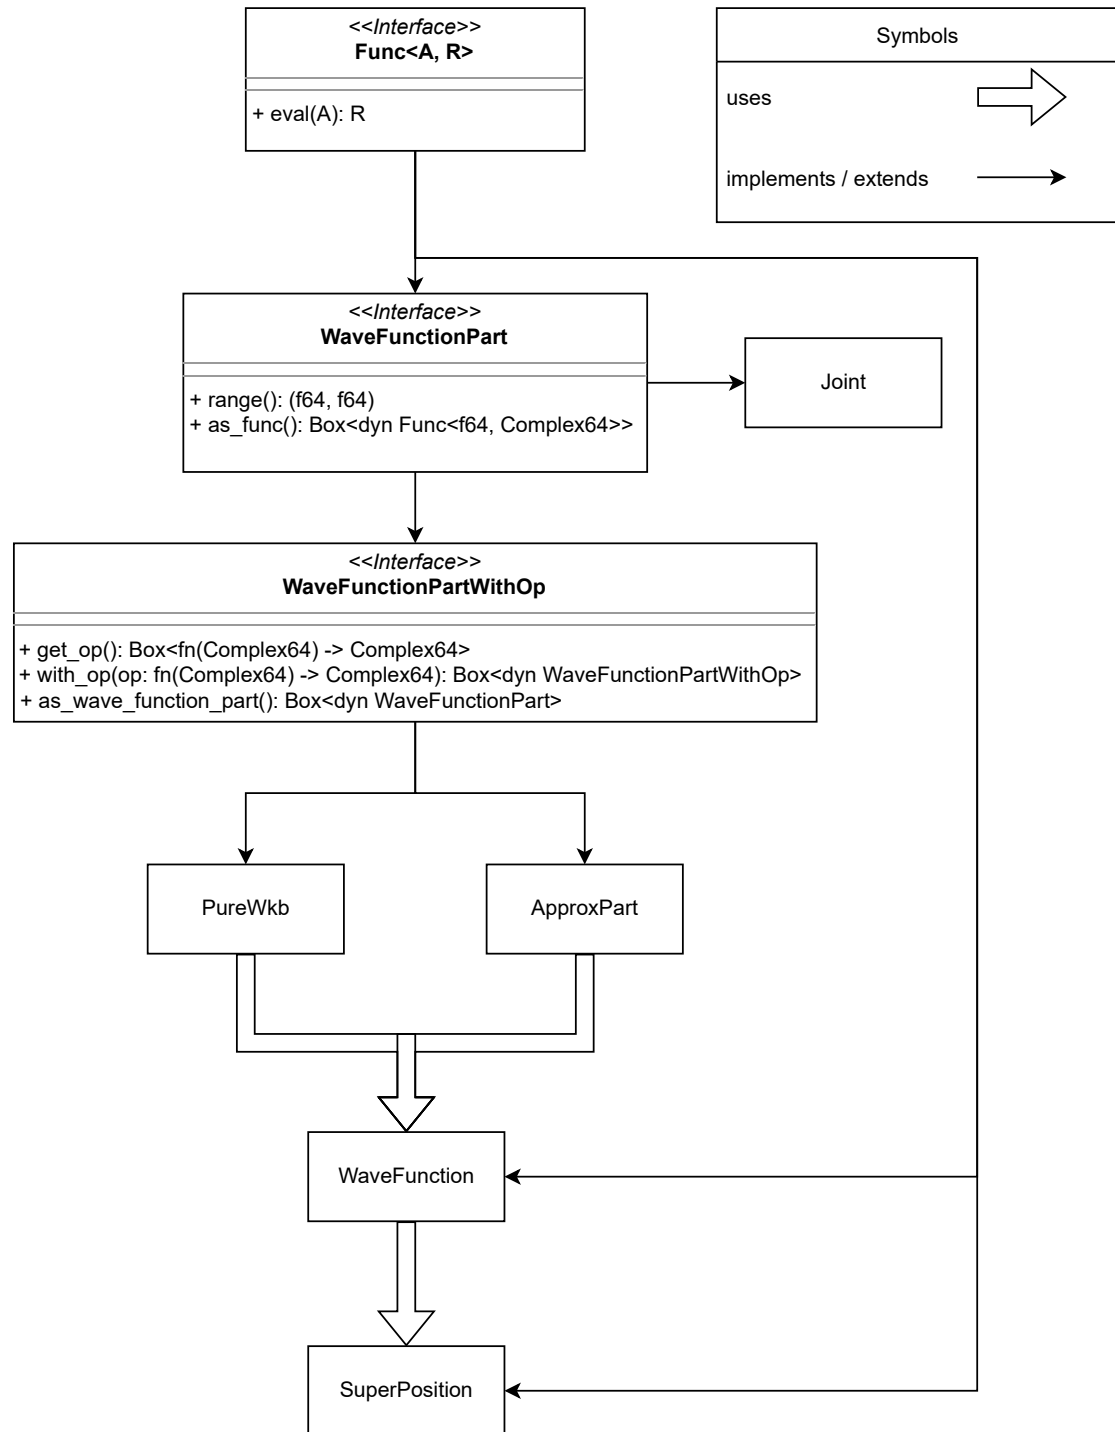 <<Interface>>
Func<A, R>
+ eval(A): R
Symbols
uses
implements / extends
<<Interface>>
WaveFunctionPart
+ range(): (f64, f64)
+ as_func(): Box<dyn Func<f64, Complex64>>
Joint
<<Interface>>
WaveFunctionPartWithOp
+ get_op(): Box<fn(Complex64) -> Complex64>
+ with_op(op: fn(Complex64) -> Complex64): Box<dyn WaveFunctionPartWithOp>
+ as_wave_function_part(): Box<dyn WaveFunctionPart>
PureWkb
ApproxPart
WaveFunction
SuperPosition